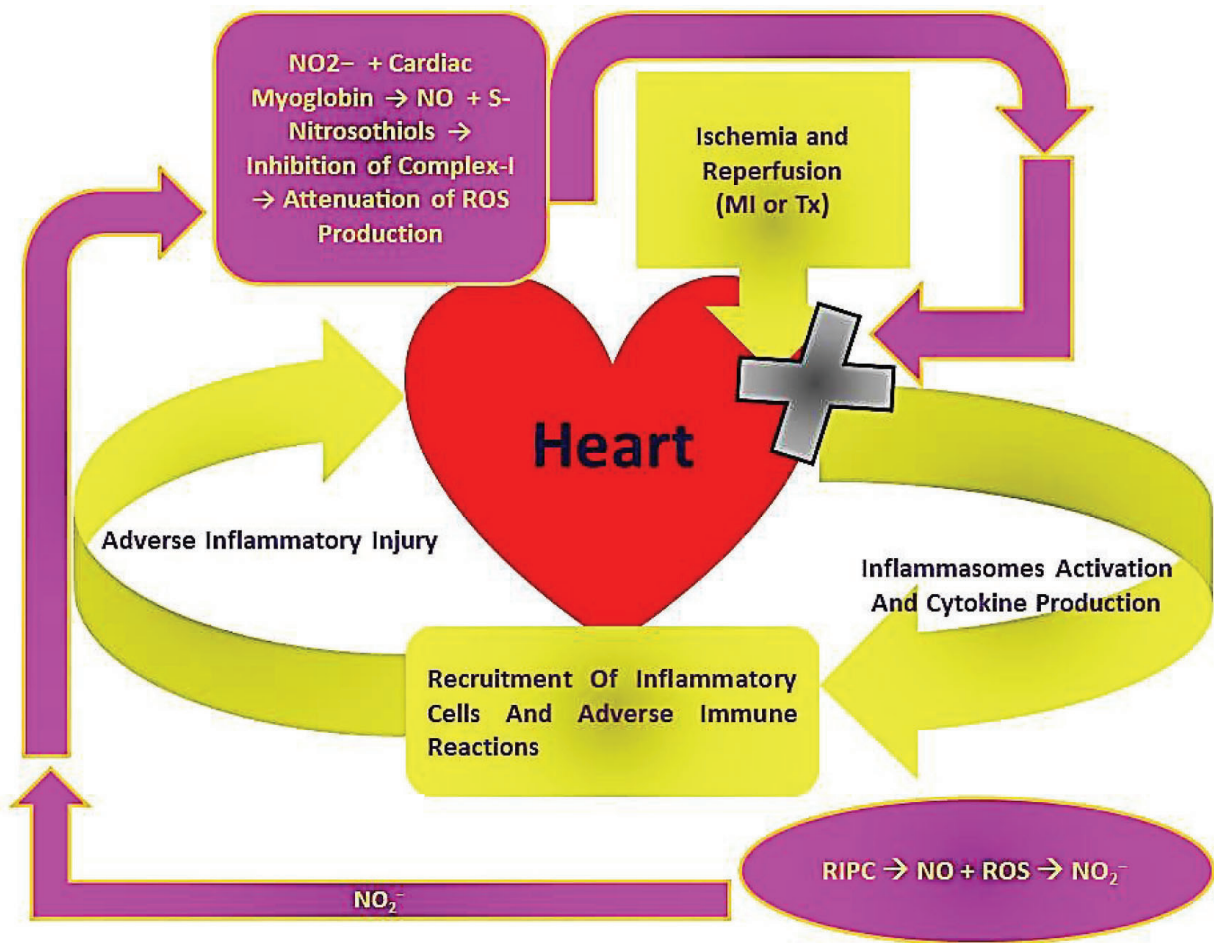 NO2– + Cardiac
Myoglobin → NO + S-
Nitrosothiols →
Inhibition of Complex-I
→ Attenuation of ROS
Production
Ischemia and
Reperfusion
(MI or Tx)
Heart
Adverse Inflammatory Injury
Inflammasomes Activation
And Cytokine Production
Recruitment Of Inflammatory
Cells And Adverse Immune
Reactions
RIPC → NO + ROS → NO₂⁻
NO₂⁻